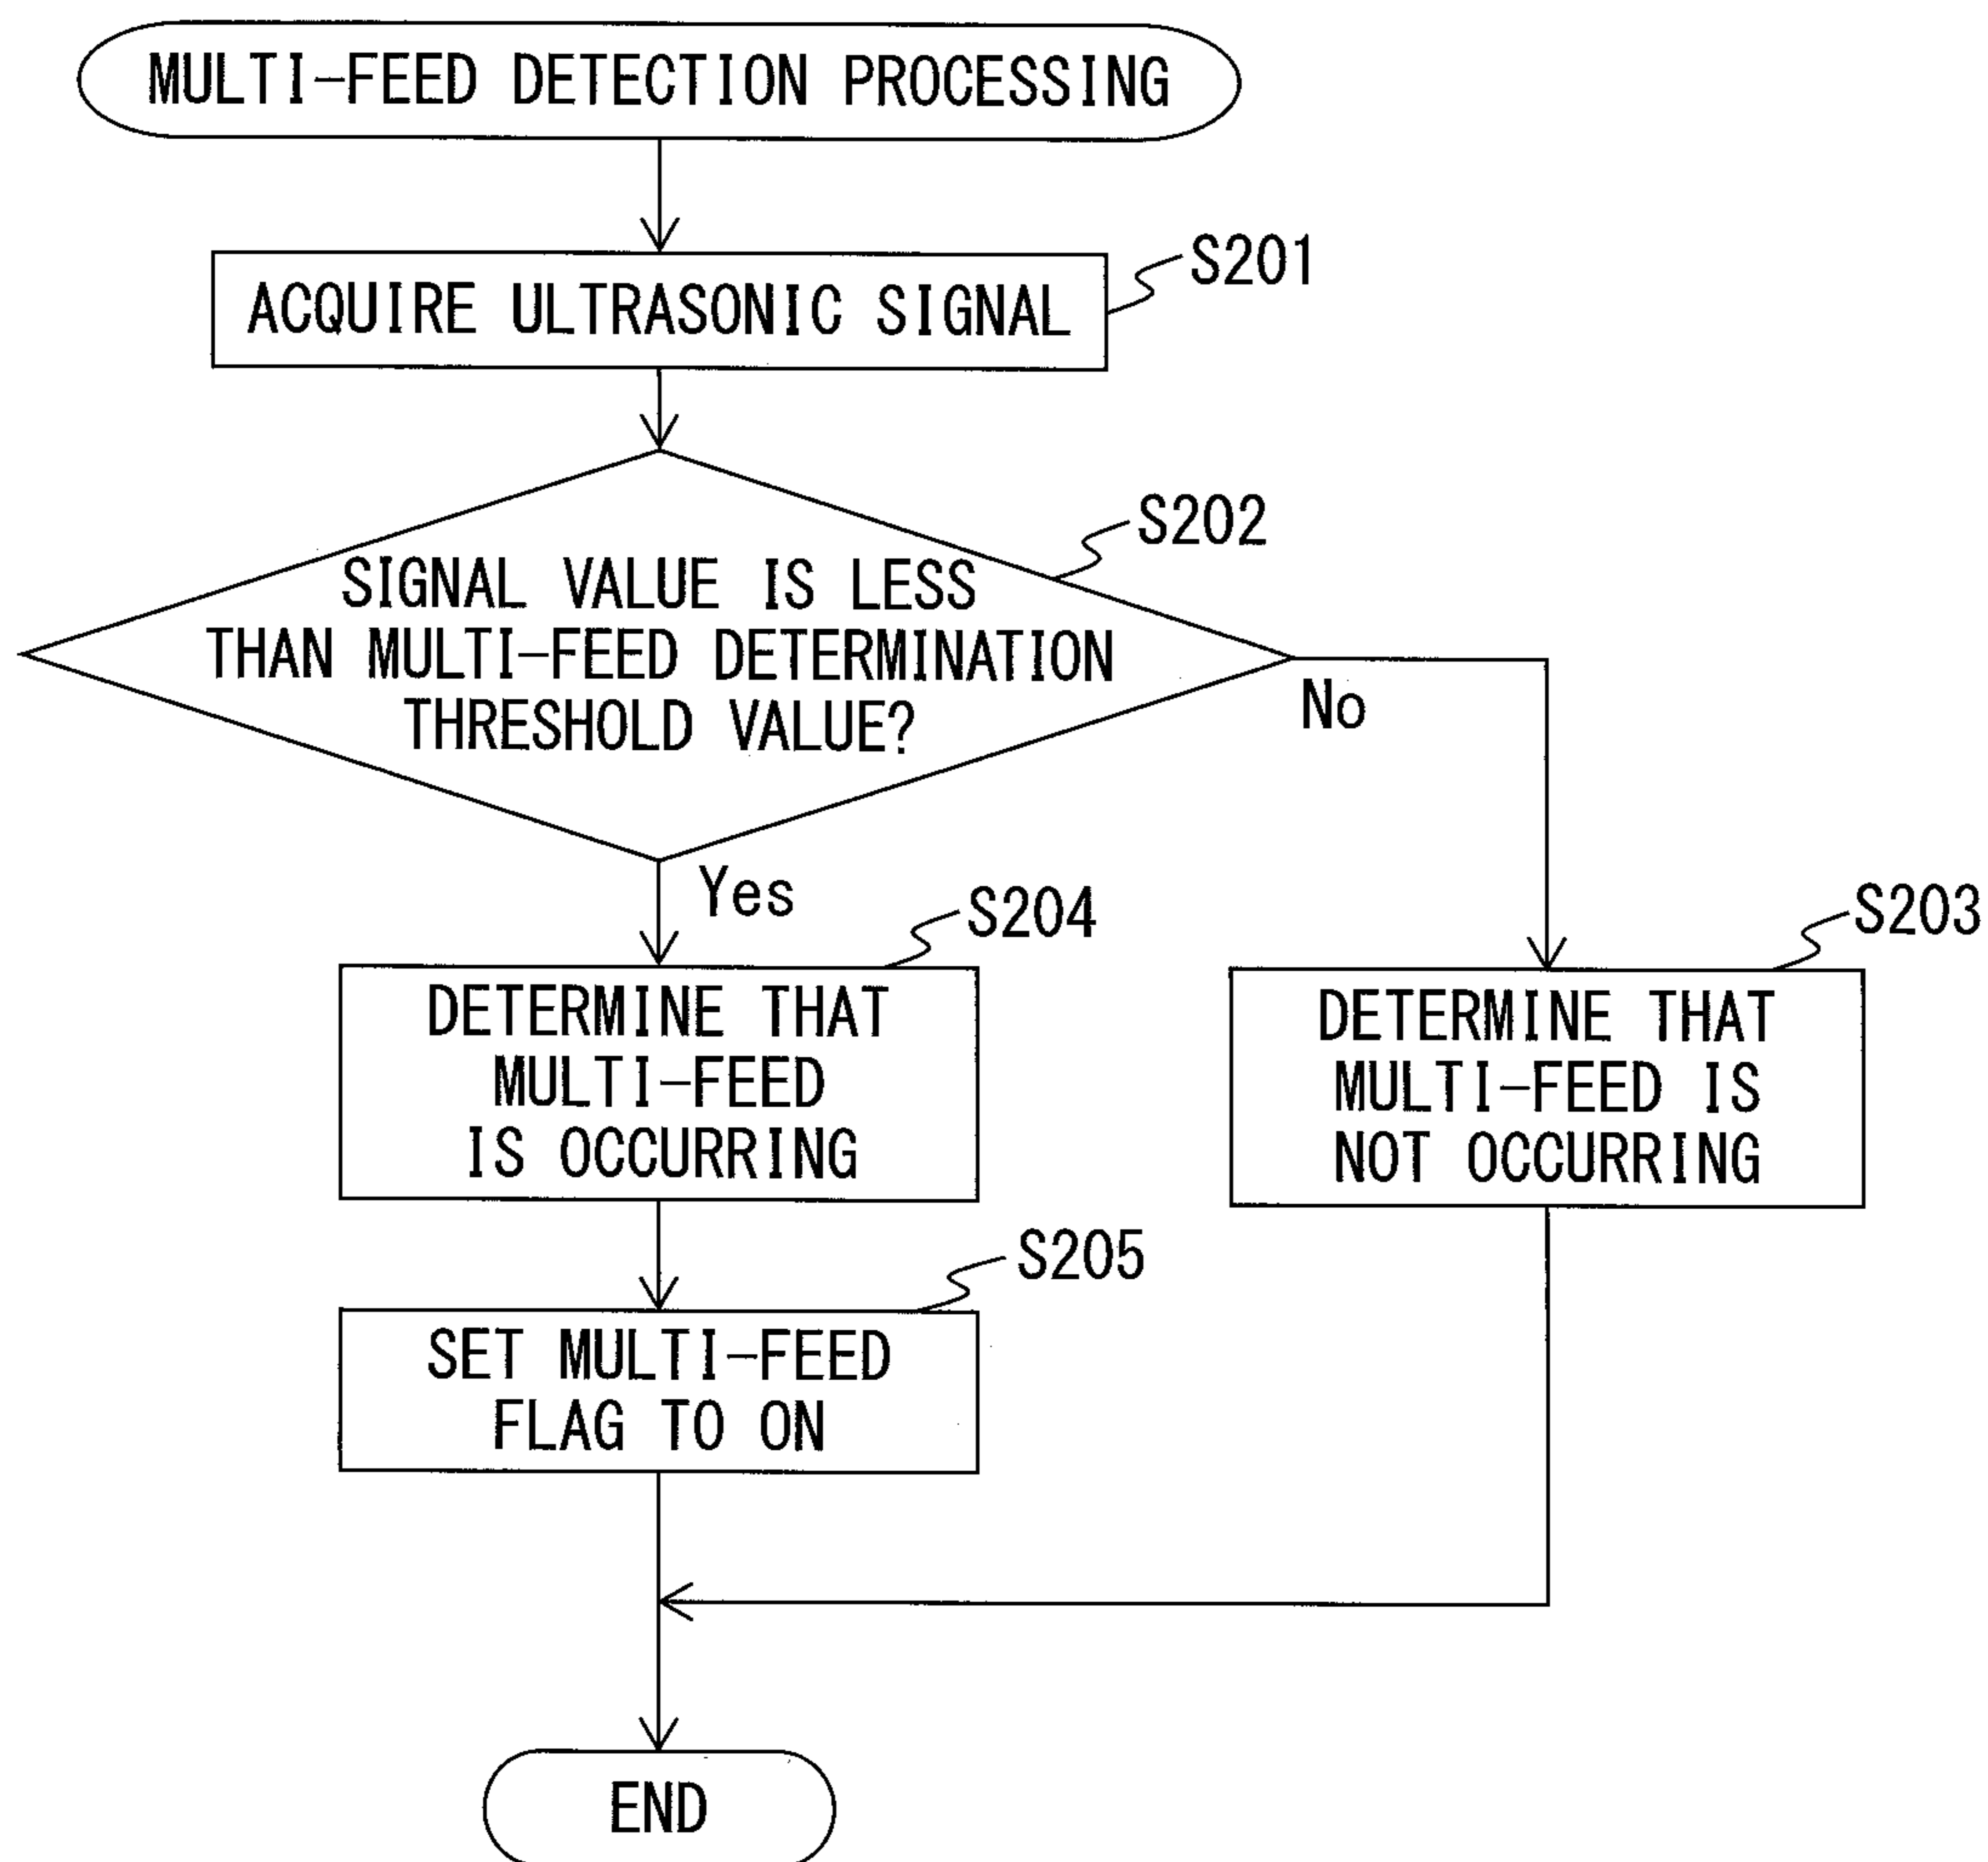 MULTI-FEED DETECTION PROCESSING
S201
ACQUIRE ULTRASONIC SIGNAL
S202
SIGNAL VALUE IS LESS
THAN MULTI-FEED DETERMINATION
THRESHOLD VALUE?
No
Yes
S204
DETERMINE THAT
MULTI-FEED
IS OCCURRING
S203
DETERMINE THAT
MULTI-FEED IS
NOT OCCURRING
S205
SET MULTI-FEED
FLAG TO ON
END